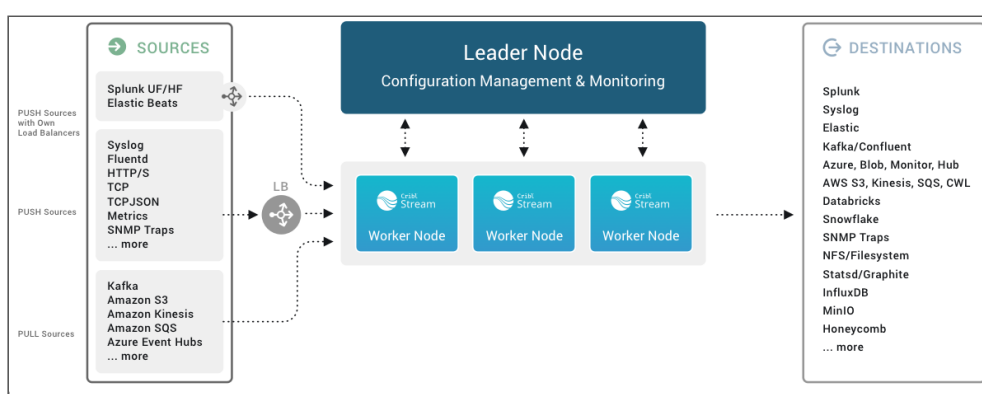 SOURCES
Splunk UF/HF
Elastic Beats
PUSH Sources
with Own
Load Balancers
Syslog
Fluentd
HTTP/S
TCP
TCPJSON
Metrics
SNMP Traps
... more
PUSH Sources
Kafka
Amazon S3
Amazon Kinesis
Amazon SQS
Azure Event Hubs
... more
PULL Sources
LB
Leader Node
Configuration Management & Monitoring
Cribl
Stream
Worker Node
Cribl
Stream
Worker Node
Cribl
Stream
Worker Node
DESTINATIONS
Splunk
Syslog
Elastic
Kafka/Confluent
Azure, Blob, Monitor, Hub
AWS S3, Kinesis, SQS, CWL
Databricks
Snowflake
SNMP Traps
NFS/Filesystem
Statsd/Graphite
InfluxDB
MinIO
Honeycomb
... more